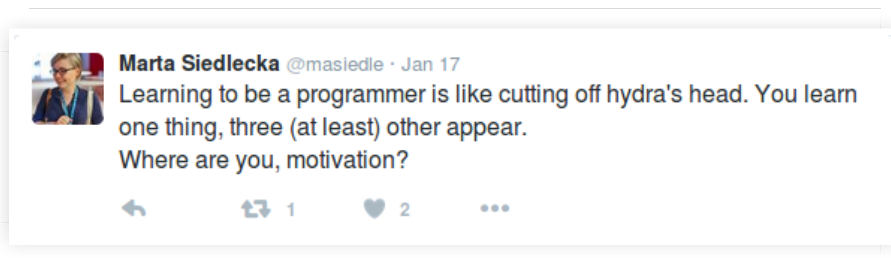 Marta Siedlecka @masiedle · Jan 17
Learning to be a programmer is like cutting off hydra's head. You learn
one thing, three (at least) other appear.
Where are you, motivation?
1 2